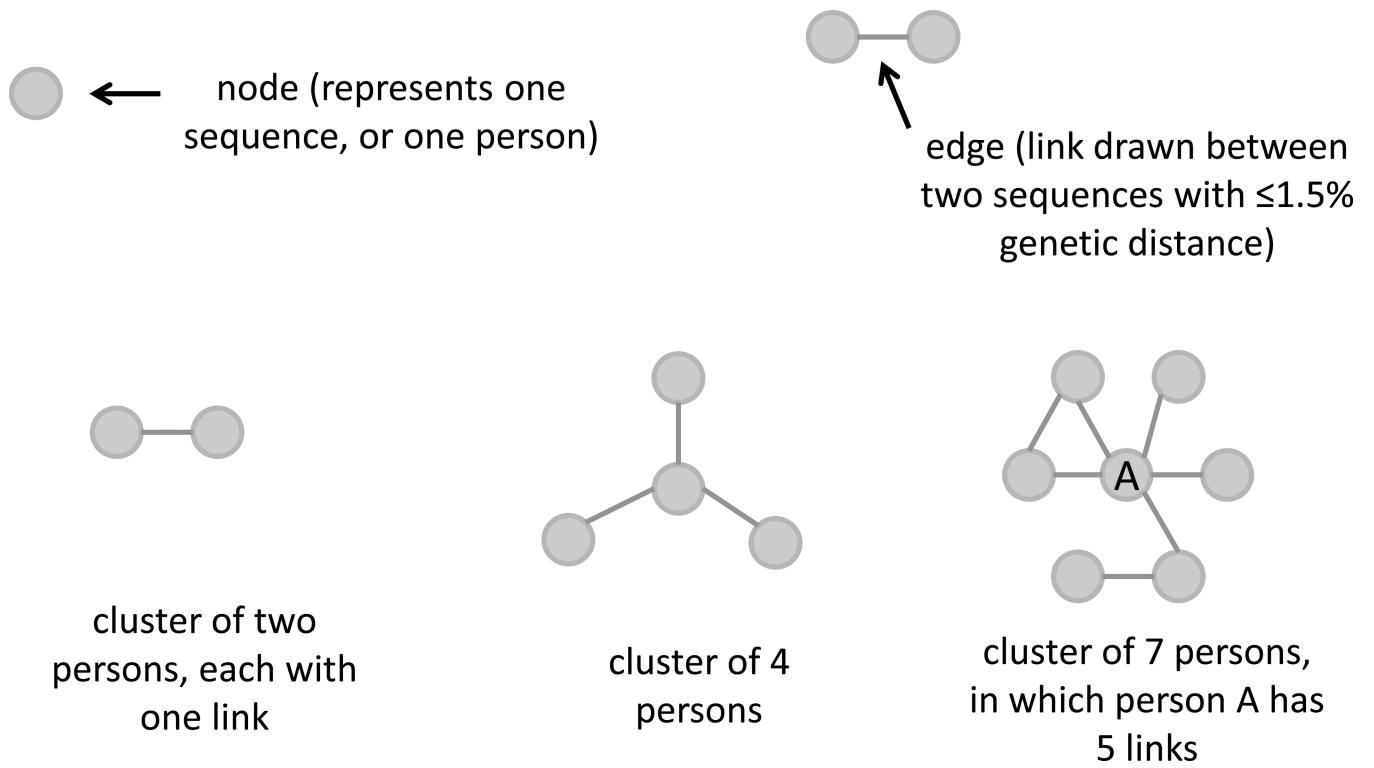 node (represents one
sequence, or one person)
edge (link drawn between
two sequences with ≤1.5%
genetic distance)
A
cluster of two
persons, each with
one link
cluster of 4
persons
cluster of 7 persons,
in which person A has
5 links